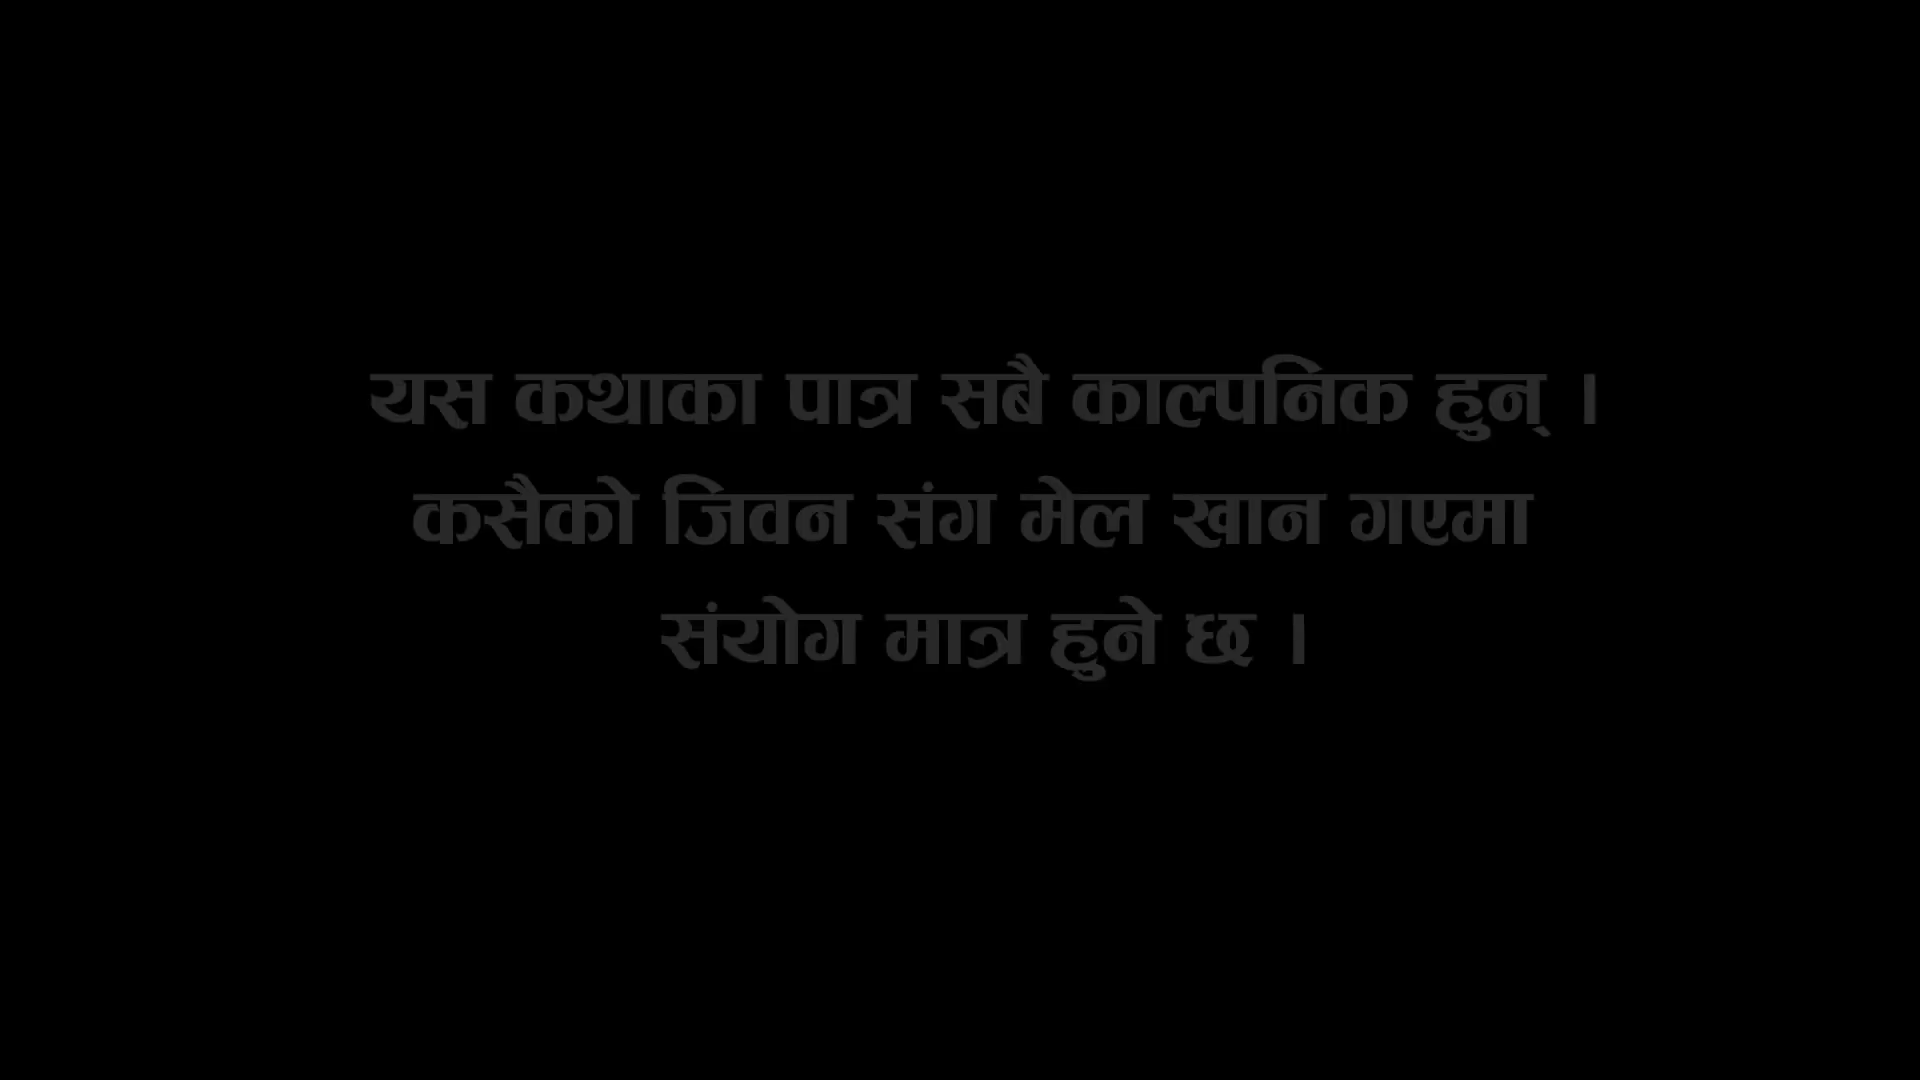 यस कथाका पात्र सबै काल्पनिक हुन् ।
कसैको जिवन संग मेल खान गएमा
संयोग मात्र हुने छ ।